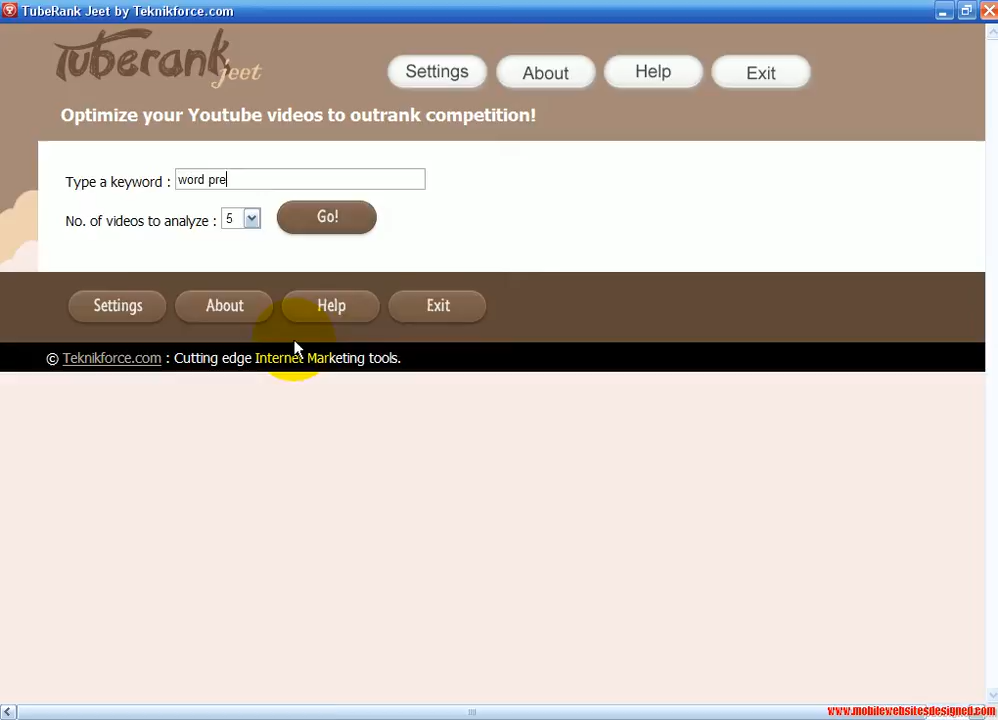 TubeRank Jeet by Teknikforce.com
Tuberank jeet
Settings About Help Exit
Optimize your Youtube videos to outrank competition!
Type a keyword : word pre
No. of videos to analyze : 5 Go!
Settings About Help Exit
© Teknikforce.com : Cutting edge Internet Marketing tools.
www.mobilewebsitesdesigned.com